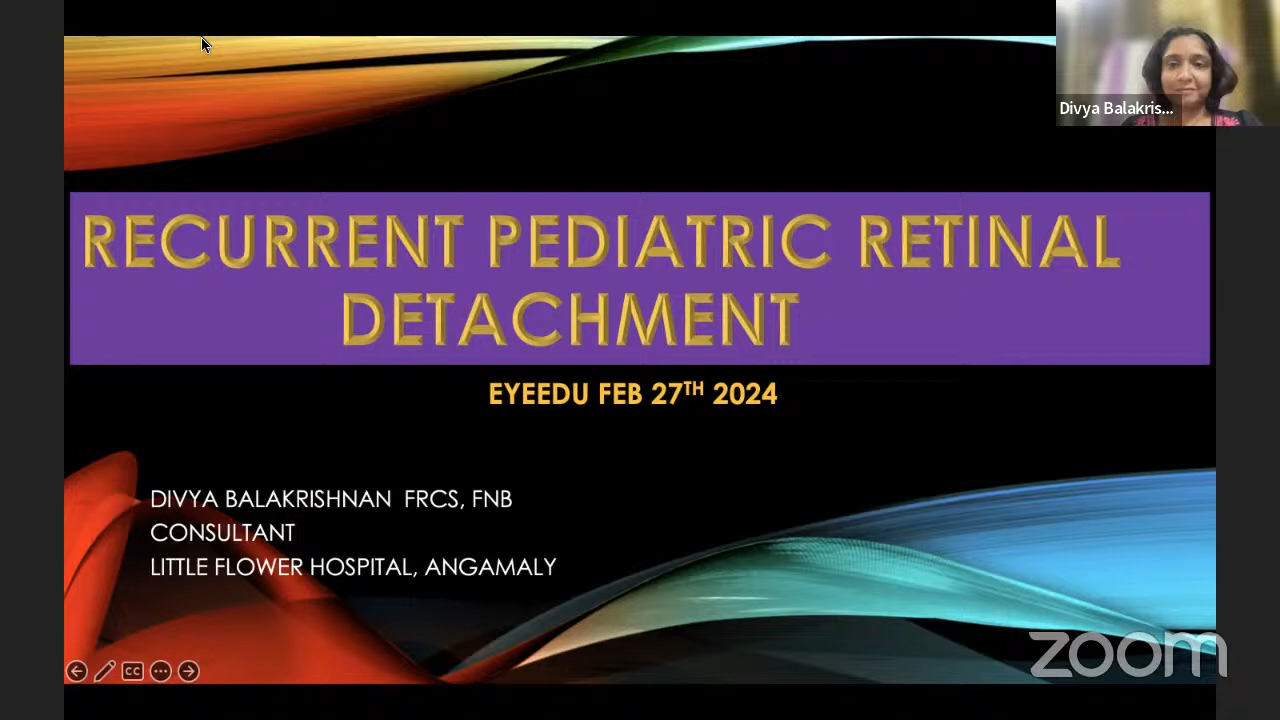 Divya Balakris...
RECURRENT PEDIATRIC RETINAL
DETACHMENT
EYEEDU FEB 27TH 2024
DIVYA BALAKRISHNAN FRCS, FNB
CONSULTANT
LITTLE FLOWER HOSPITAL, ANGAMALY
CC
zoom